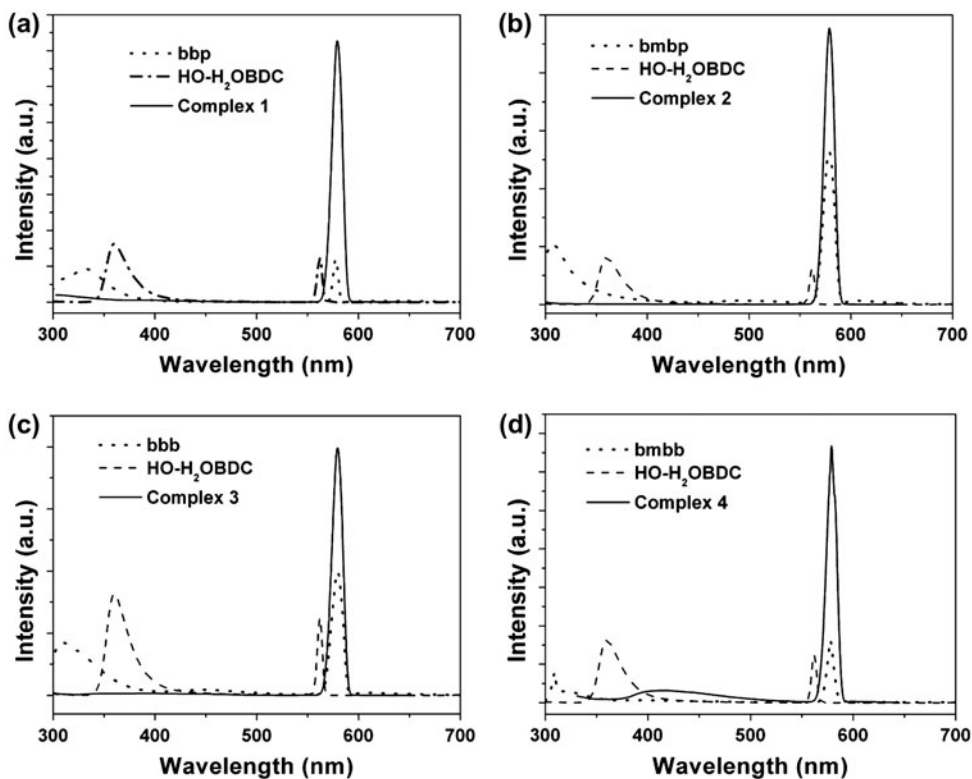 (a)
bbp
HO-H₂OBDC
Complex 1
Intensity (a.u.)
300 400 500 600 700
Wavelength (nm)
(b)
bmbp
HO-H₂OBDC
Complex 2
Intensity (a.u.)
300 400 500 600 700
Wavelength (nm)
(c)
bbb
HO-H₂OBDC
Complex 3
Intensity (a.u.)
300 400 500 600 700
Wavelength (nm)
(d)
bmbb
HO-H₂OBDC
Complex 4
Intensity (a.u.)
300 400 500 600 700
Wavelength (nm)